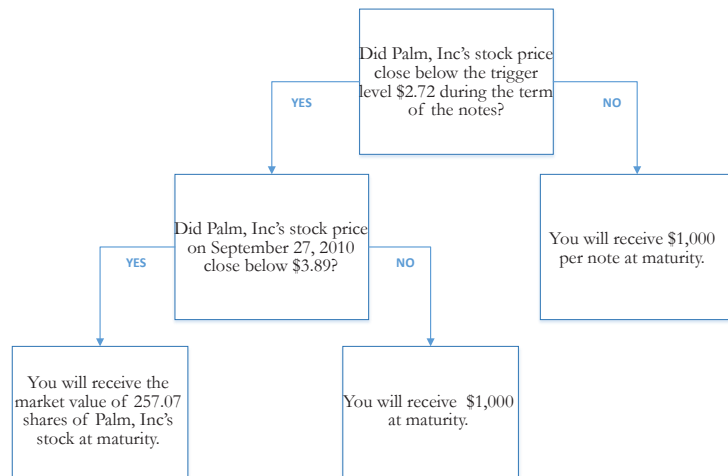 Did Palm, Inc's stock price
close below the trigger
level $2.72 during the term
of the notes?
YES
NO
Did Palm, Inc's stock price
on September 27, 2010
close below $3.89?
You will receive $1,000
per note at maturity.
YES
NO
You will receive the
market value of 257.07
shares of Palm, Inc's
stock at maturity.
You will receive $1,000
at maturity.